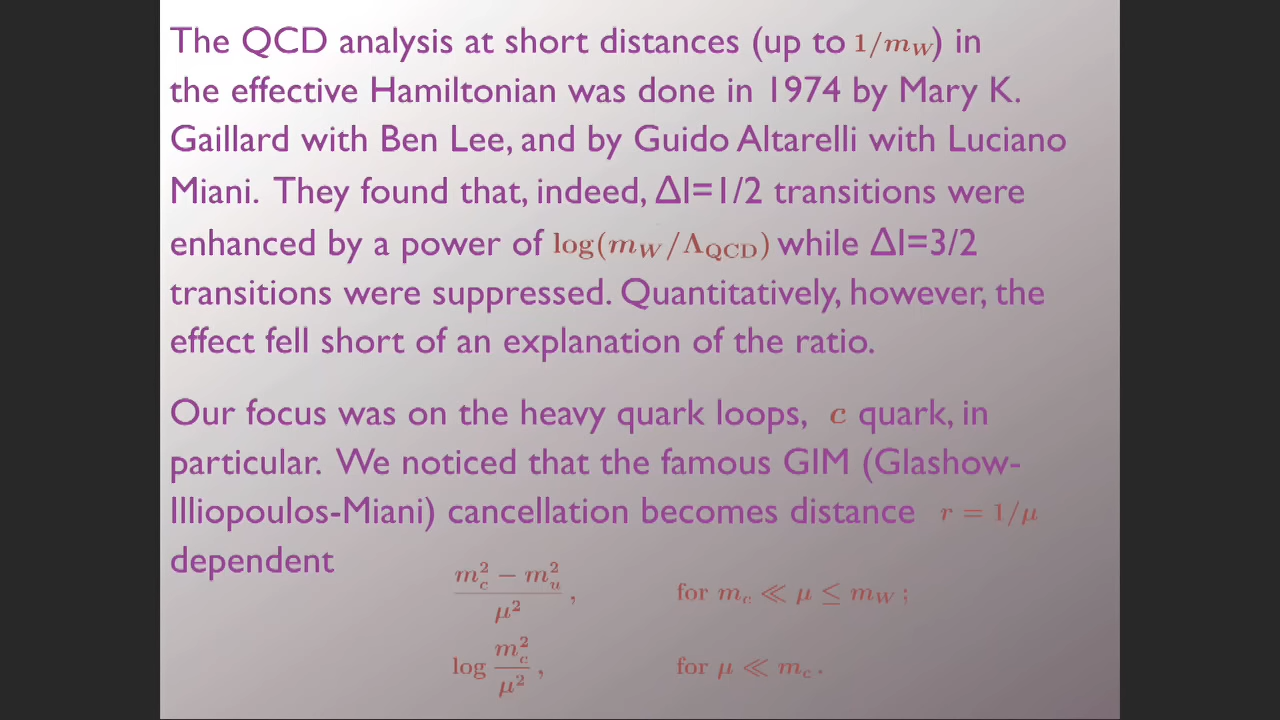 The QCD analysis at short distances (up to 1/m_W) in
the effective Hamiltonian was done in 1974 by Mary K.
Gaillard with Ben Lee, and by Guido Altarelli with Luciano
Miani. They found that, indeed, ΔI=1/2 transitions were
enhanced by a power of log(m_W/Λ_QCD) while ΔI=3/2
transitions were suppressed. Quantitatively, however, the
effect fell short of an explanation of the ratio.
Our focus was on the heavy quark loops, c quark, in
particular. We noticed that the famous GIM (Glashow-
Illiopoulos-Miani) cancellation becomes distance r = 1/μ
dependent
(m_c^2 − m_u^2)/μ^2 , for m_c ≪ μ ≤ m_W ;
log m_c^2/μ^2 , for μ ≪ m_c .